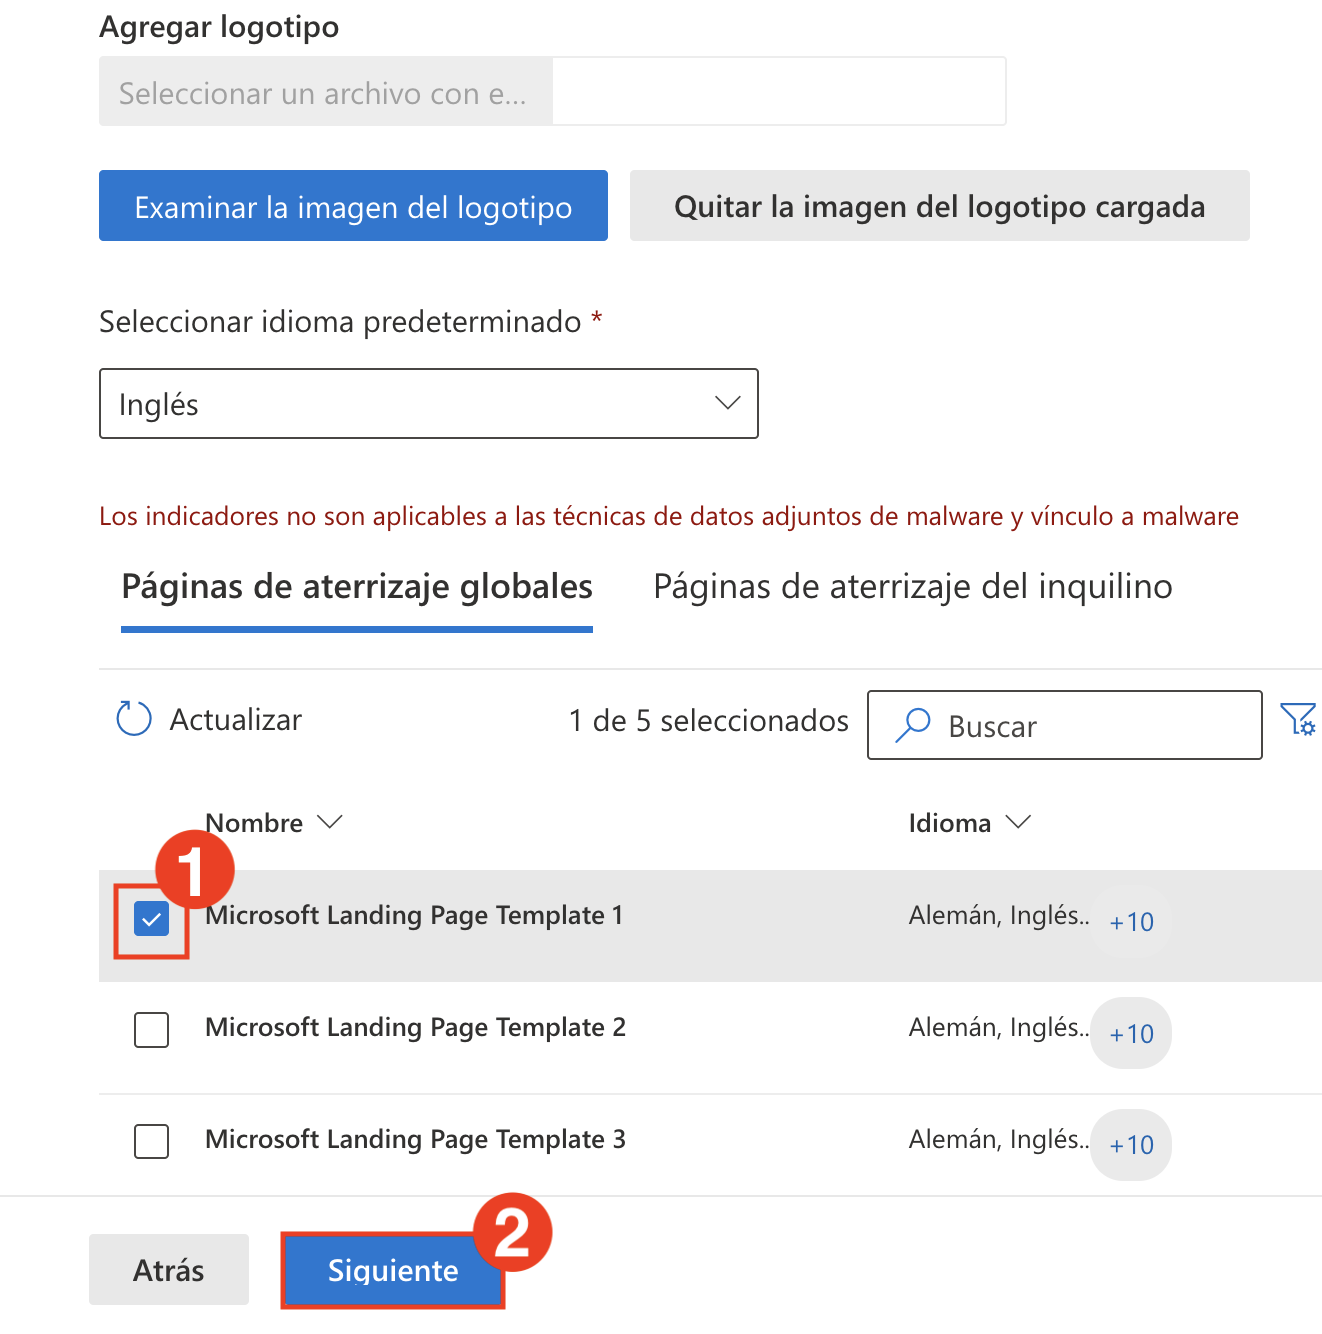 Agregar logotipo
Seleccionar un archivo con e...
Examinar la imagen del logotipo
Quitar la imagen del logotipo cargada
Seleccionar idioma predeterminado *
Inglés
Los indicadores no son aplicables a las técnicas de datos adjuntos de malware y vínculo a malware
Páginas de aterrizaje globales
Páginas de aterrizaje del inquilino
Actualizar
1 de 5 seleccionados
Buscar
Nombre
Idioma
1
Microsoft Landing Page Template 1
Alemán, Inglés..
+10
Microsoft Landing Page Template 2
Alemán, Inglés..
+10
Microsoft Landing Page Template 3
Alemán, Inglés..
+10
2
Atrás
Siguiente